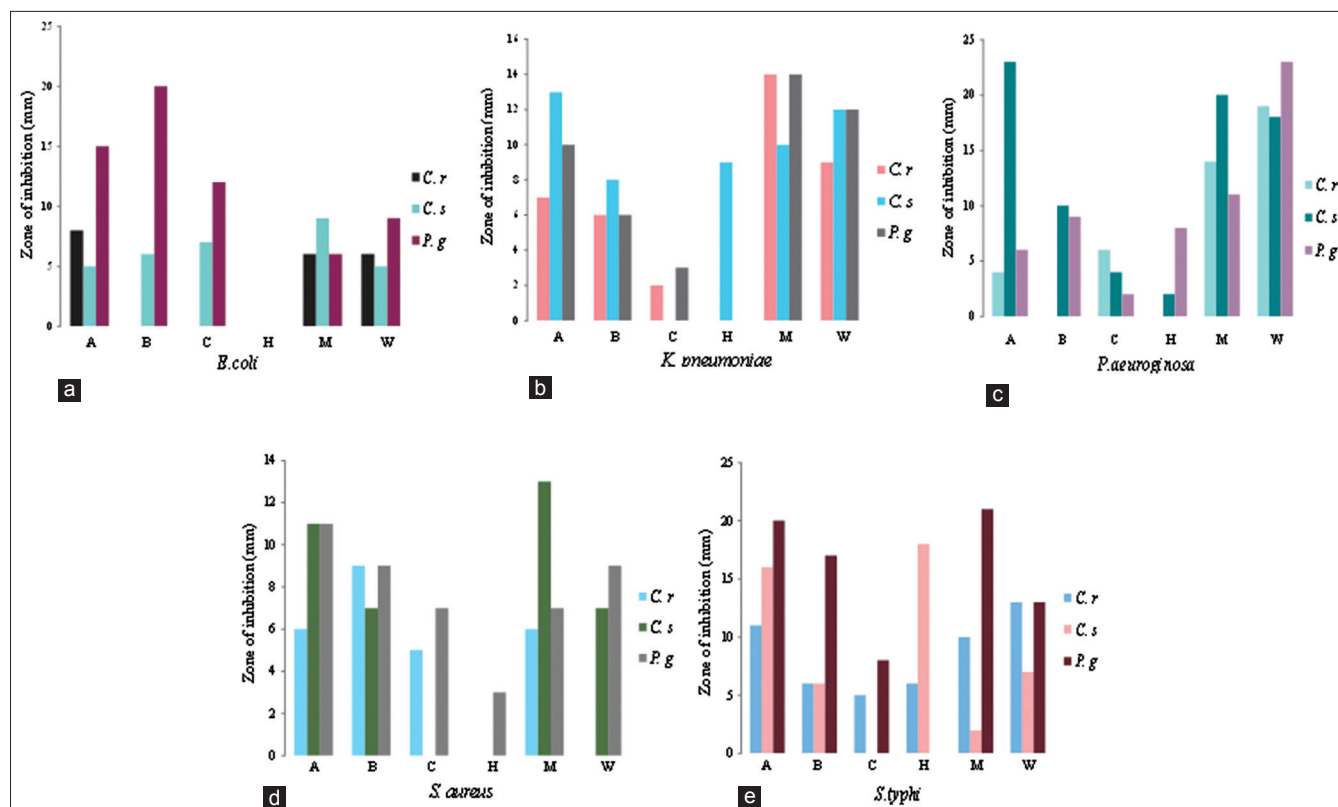 Zone of inhibition (mm)
25
20
15
10
5
0
A B C H M W
E.coli
C. r
C. s
P. g
a
Zone of inhibition (mm)
16
14
12
10
8
6
4
2
0
A B C H M W
K. pneumoniae
C. r
C. s
P. g
b
Zone of inhibition (mm)
25
20
15
10
5
0
A B C H M W
P.aeuroginosa
C. r
C. s
P. g
c
Zone of inhibition (mm)
14
12
10
8
6
4
2
0
A B C H M W
S. aureus
C. r
C. s
P. g
d
Zone of inhibition (mm)
25
20
15
10
5
0
A B C H M W
S.typhi
C. r
C. s
P. g
e